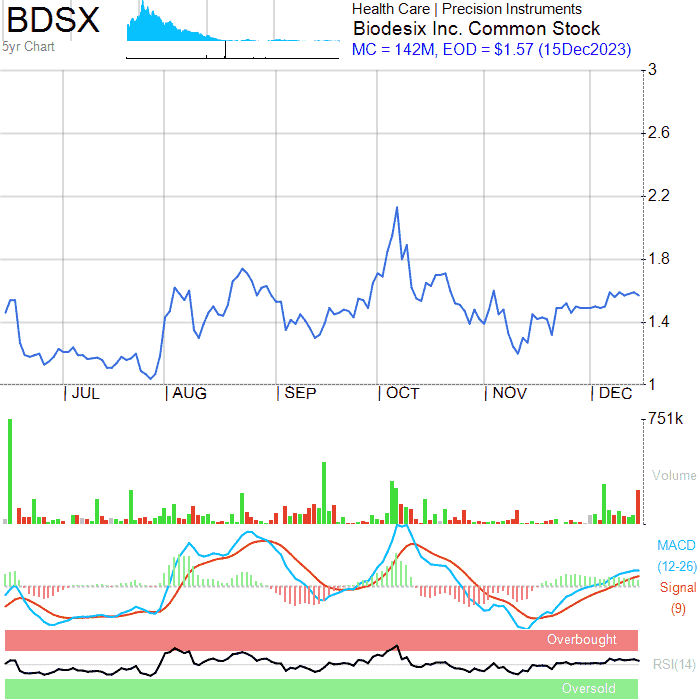 BDSX
5yr Chart
Health Care | Precision Instruments
Biodesix Inc. Common Stock
MC = 142M, EOD = $1.57 (15Dec2023)
3
2.6
2.2
1.8
1.4
1
| JUL | AUG | SEP | OCT | NOV | DEC
751k
Volume
MACD
(12-26)
Signal
(9)
Overbought
RSI(14)
Oversold